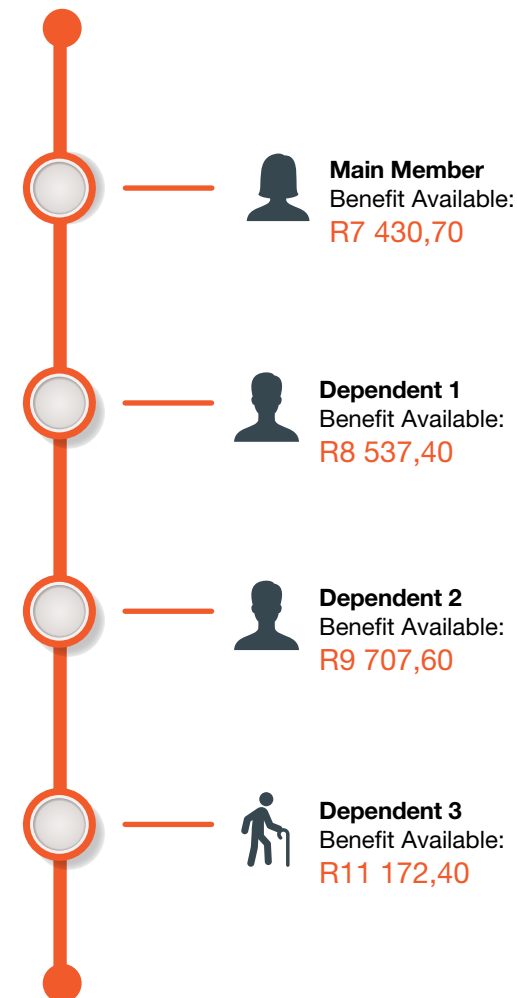 Main Member
Benefit Available:
R7 430,70
Dependent 1
Benefit Available:
R8 537,40
Dependent 2
Benefit Available:
R9 707,60
Dependent 3
Benefit Available:
R11 172,40